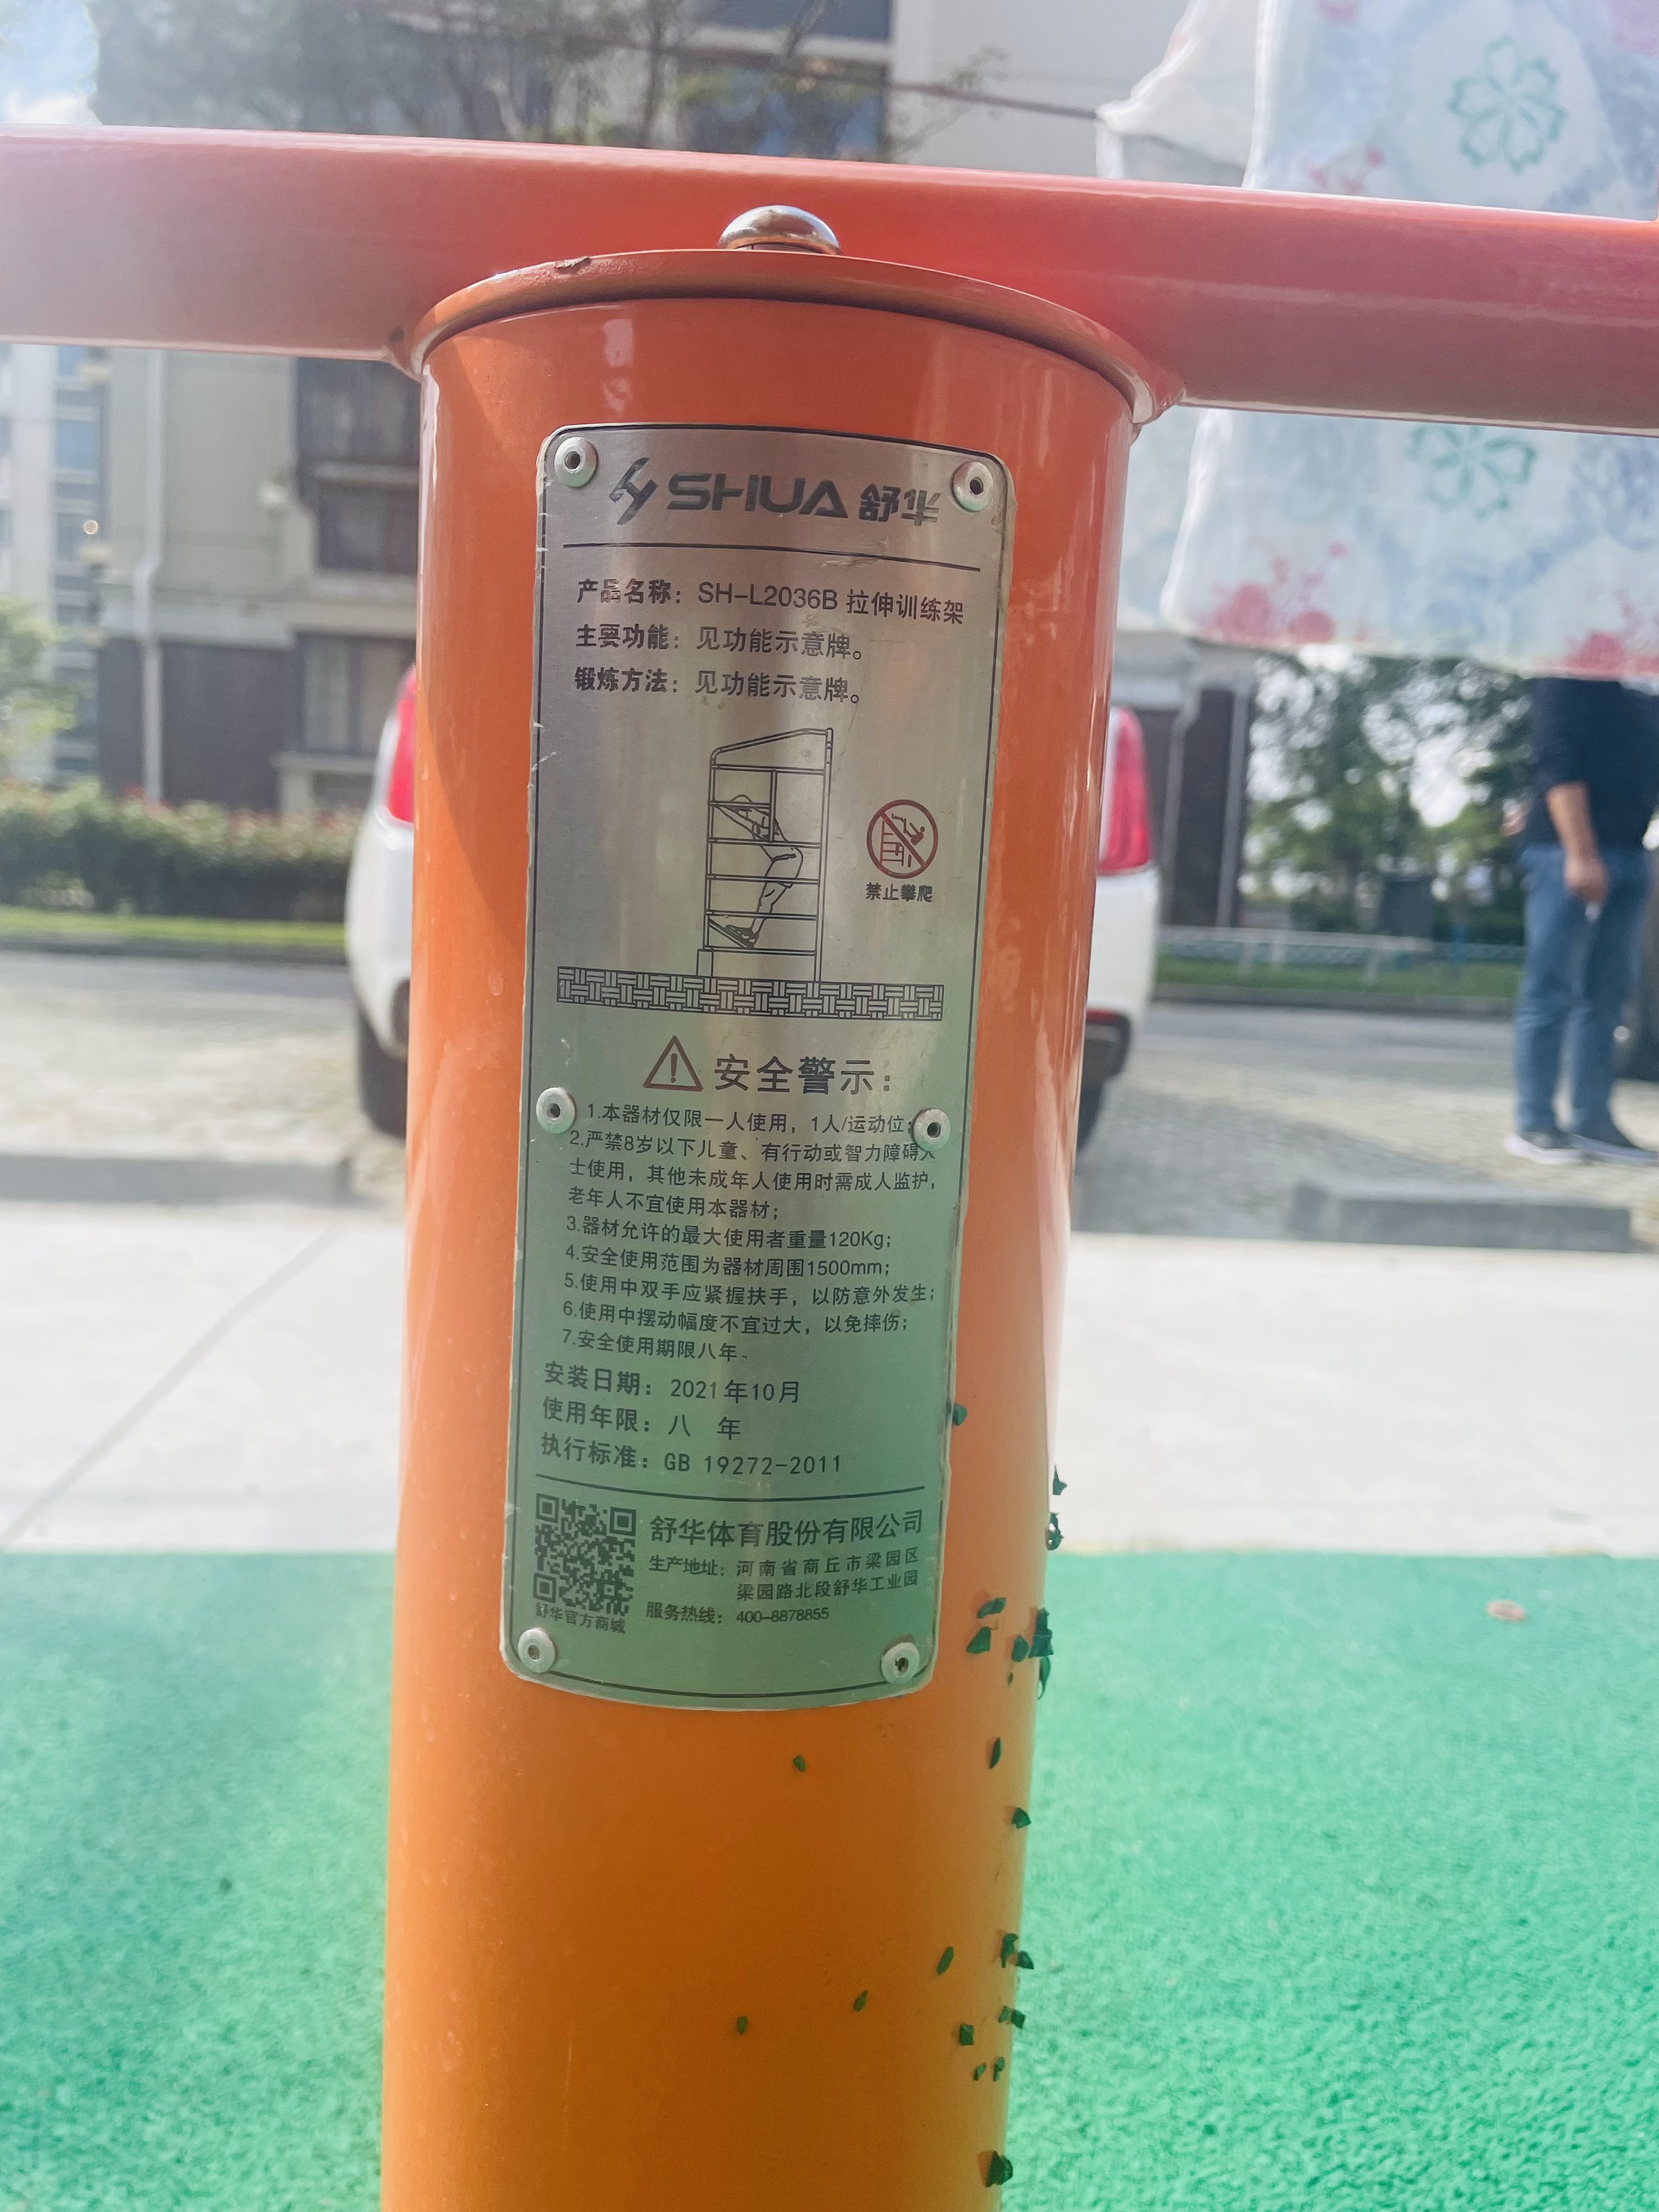 SHUA 舒华
产品名称：SH-L2036B 拉伸训练架
主要功能：见功能示意牌。
锻炼方法：见功能示意牌。
禁止攀爬
安全警示：
1.本器材仅限一人使用，1人/运动位；
2.严禁8岁以下儿童、有行动或智力障碍人
士使用，其他未成年人使用时需成人监护，
老年人不宜使用本器材；
3.器材允许的最大使用者重量120Kg；
4.安全使用范围为器材周围1500mm；
5.使用中双手应紧握扶手，以防意外发生；
6.使用中摆动幅度不宜过大，以免摔伤；
7.安全使用期限八年。
安装日期：2021年10月
使用年限：八 年
执行标准：GB 19272-2011
舒华体育股份有限公司
生产地址：河南省商丘市梁园区
梁园路北段舒华工业园
服务热线：400-8878855
舒华官方商城